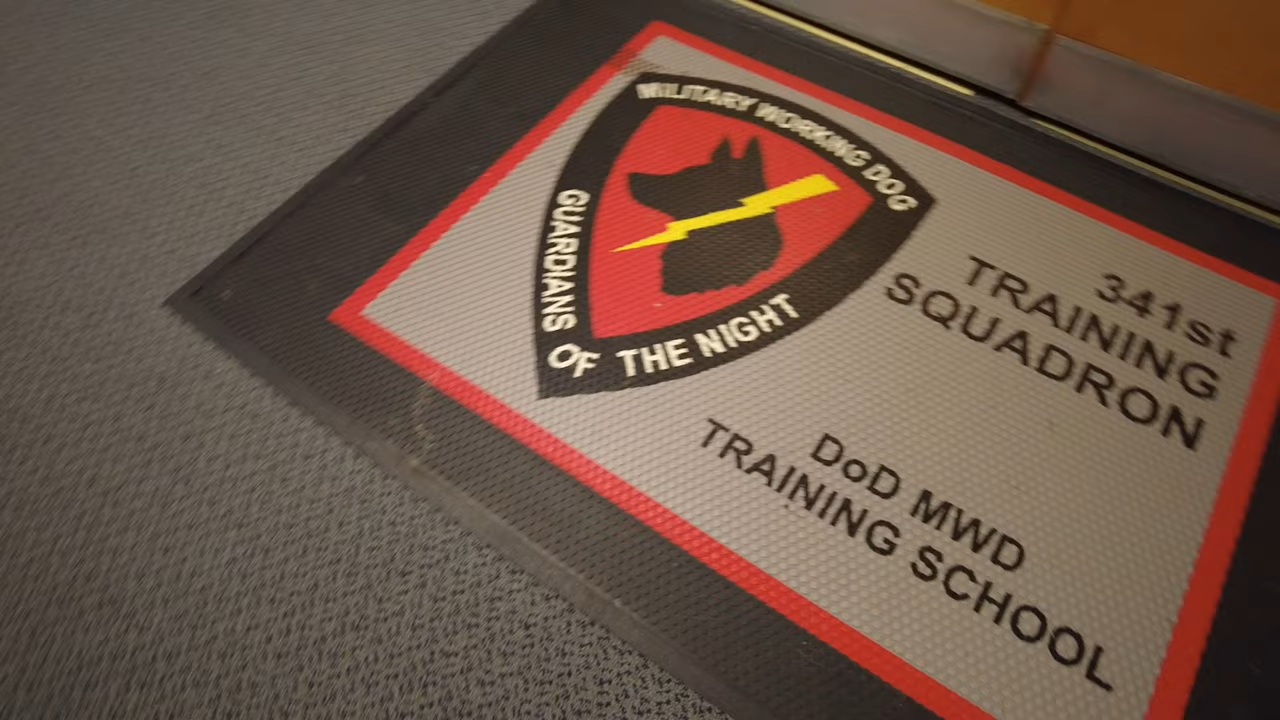 MILITARY WORKING DOG
GUARDIANS OF THE NIGHT
341st
TRAINING
SQUADRON
DoD MWD
TRAINING SCHOOL